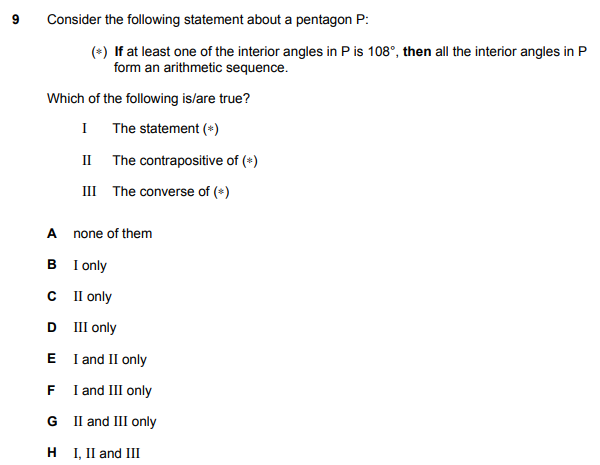 9 Consider the following statement about a pentagon P:
(∗) If at least one of the interior angles in P is 108°, then all the interior angles in P
form an arithmetic sequence.
Which of the following is/are true?
I The statement (∗)
II The contrapositive of (∗)
III The converse of (∗)
A none of them
B I only
C II only
D III only
E I and II only
F I and III only
G II and III only
H I, II and III